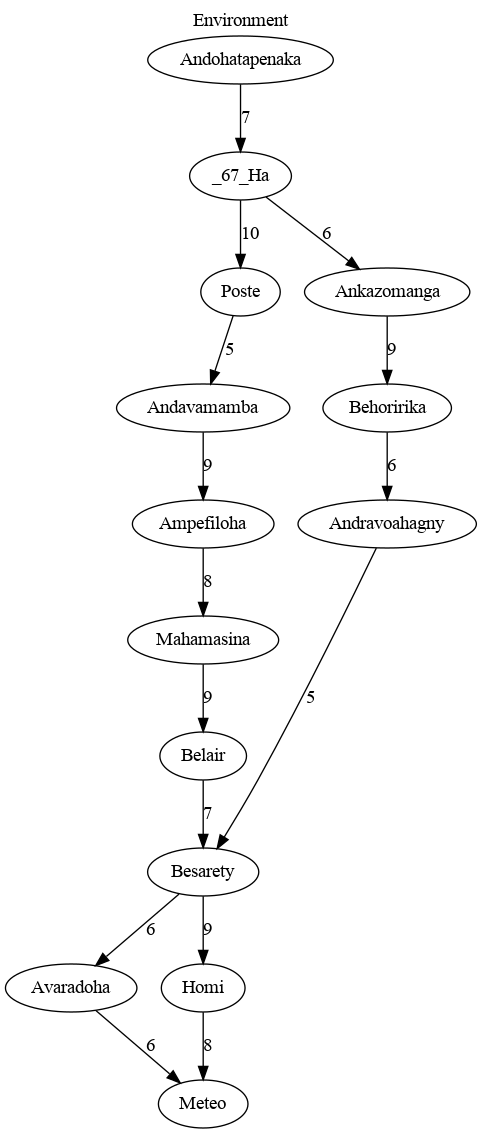 Environment
Andohatapenaka
7
_67_Ha
10
6
Poste
Ankazomanga
5
9
Andavamamba
Behoririka
9
6
Ampefiloha
Andravoahagny
8
Mahamasina
9
5
Belair
7
Besarety
6
9
Avaradoha
Homi
6
8
Meteo